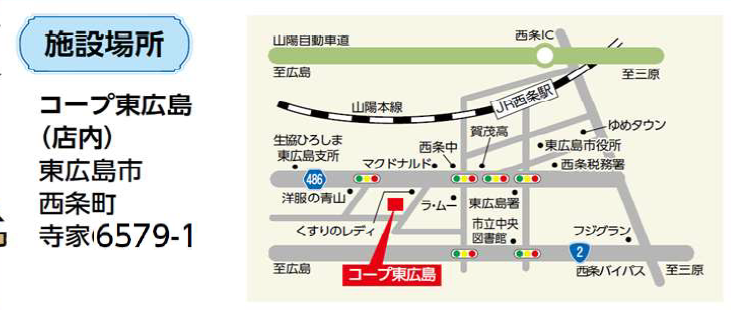 施設場所
コープ東広島
（店内）
東広島市
西条町
寺家6579-1
山陽自動車道
西条IC
至広島
至三原
山陽本線
JR西条駅
ゆめタウン
賀茂高
生協ひろしま
東広島支所
西条中
東広島市役所
マクドナルド
西条税務署
486
洋服の青山
ラ・ムー
東広島署
くすりのレディ
市立中央
図書館
フジグラン
2
至広島
コープ東広島
西条バイパス
至三原